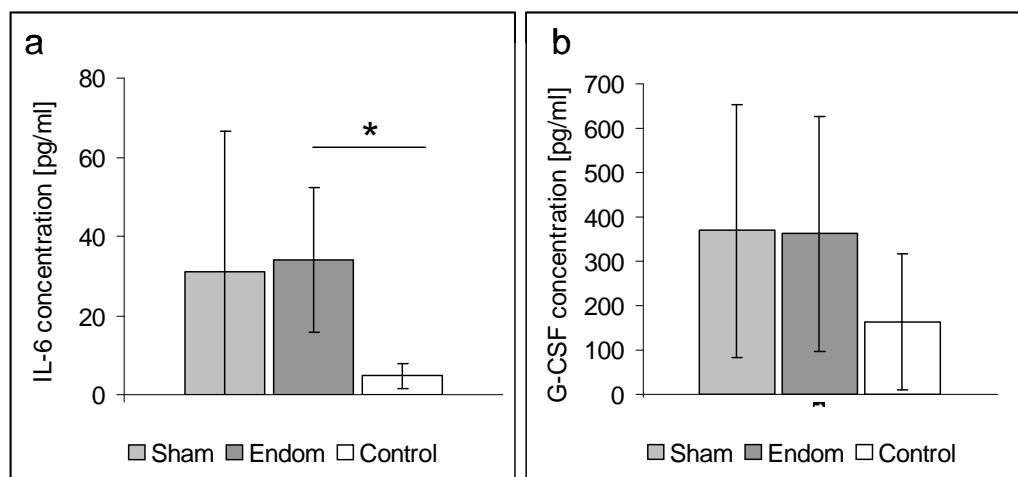 a
IL-6 concentration [pg/ml]
80
60
40
20
0
*
Sham Endom Control
b
G-CSF concentration [pg/ml]
700
600
500
400
300
200
100
0
Sham Endom Control